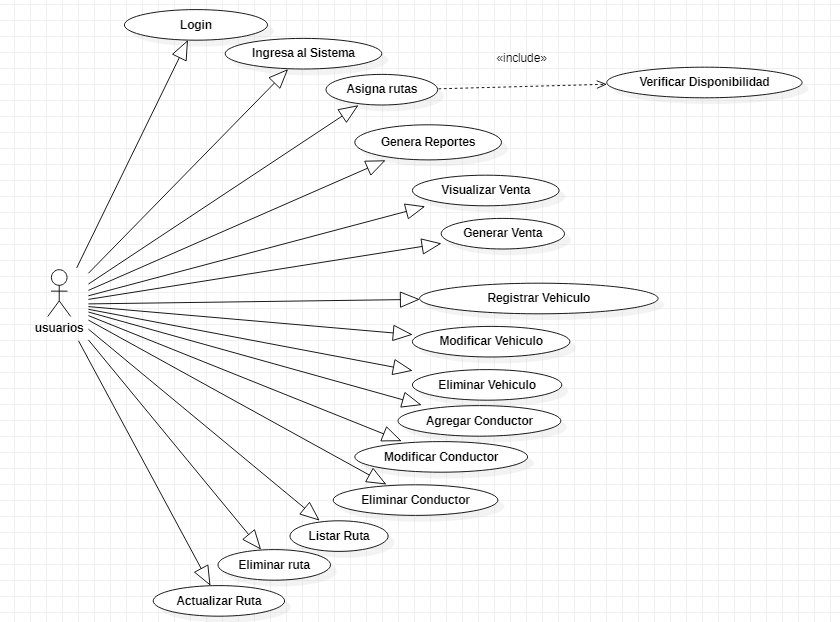 Login
Ingresa al Sistema
«include»
Asigna rutas
Verificar Disponibilidad
Genera Reportes
Visualizar Venta
Generar Venta
Registrar Vehiculo
usuarios
Modificar Vehiculo
Eliminar Vehiculo
Agregar Conductor
Modificar Conductor
Eliminar Conductor
Listar Ruta
Eliminar ruta
Actualizar Ruta